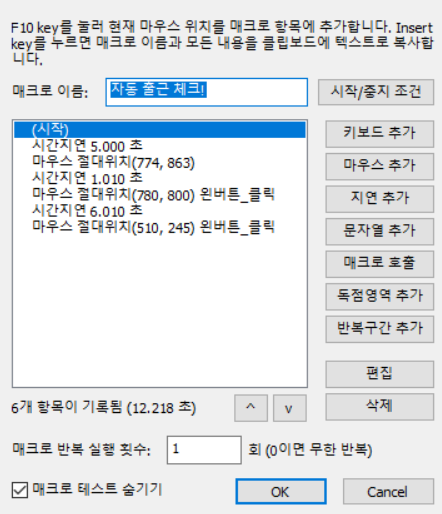 F10 key를 눌러 현재 마우스 위치를 매크로 항목에 추가합니다. Insert
key를 누르면 매크로 이름과 모든 내용을 클립보드에 텍스트로 복사합
니다.
매크로 이름: 자동 출근 체크! 시작/중지 조건
(시작)
시간지연 5.000 초
마우스 절대위치(774, 863)
시간지연 1.010 초
마우스 절대위치(780, 800) 왼버튼_클릭
시간지연 6.010 초
마우스 절대위치(510, 245) 왼버튼_클릭
키보드 추가
마우스 추가
지연 추가
문자열 추가
매크로 호출
독점영역 추가
반복구간 추가
편집
삭제
6개 항목이 기록됨 (12.218 초) ^ v
매크로 반복 실행 횟수: 1 회 (0이면 무한 반복)
매크로 테스트 숨기기 OK Cancel